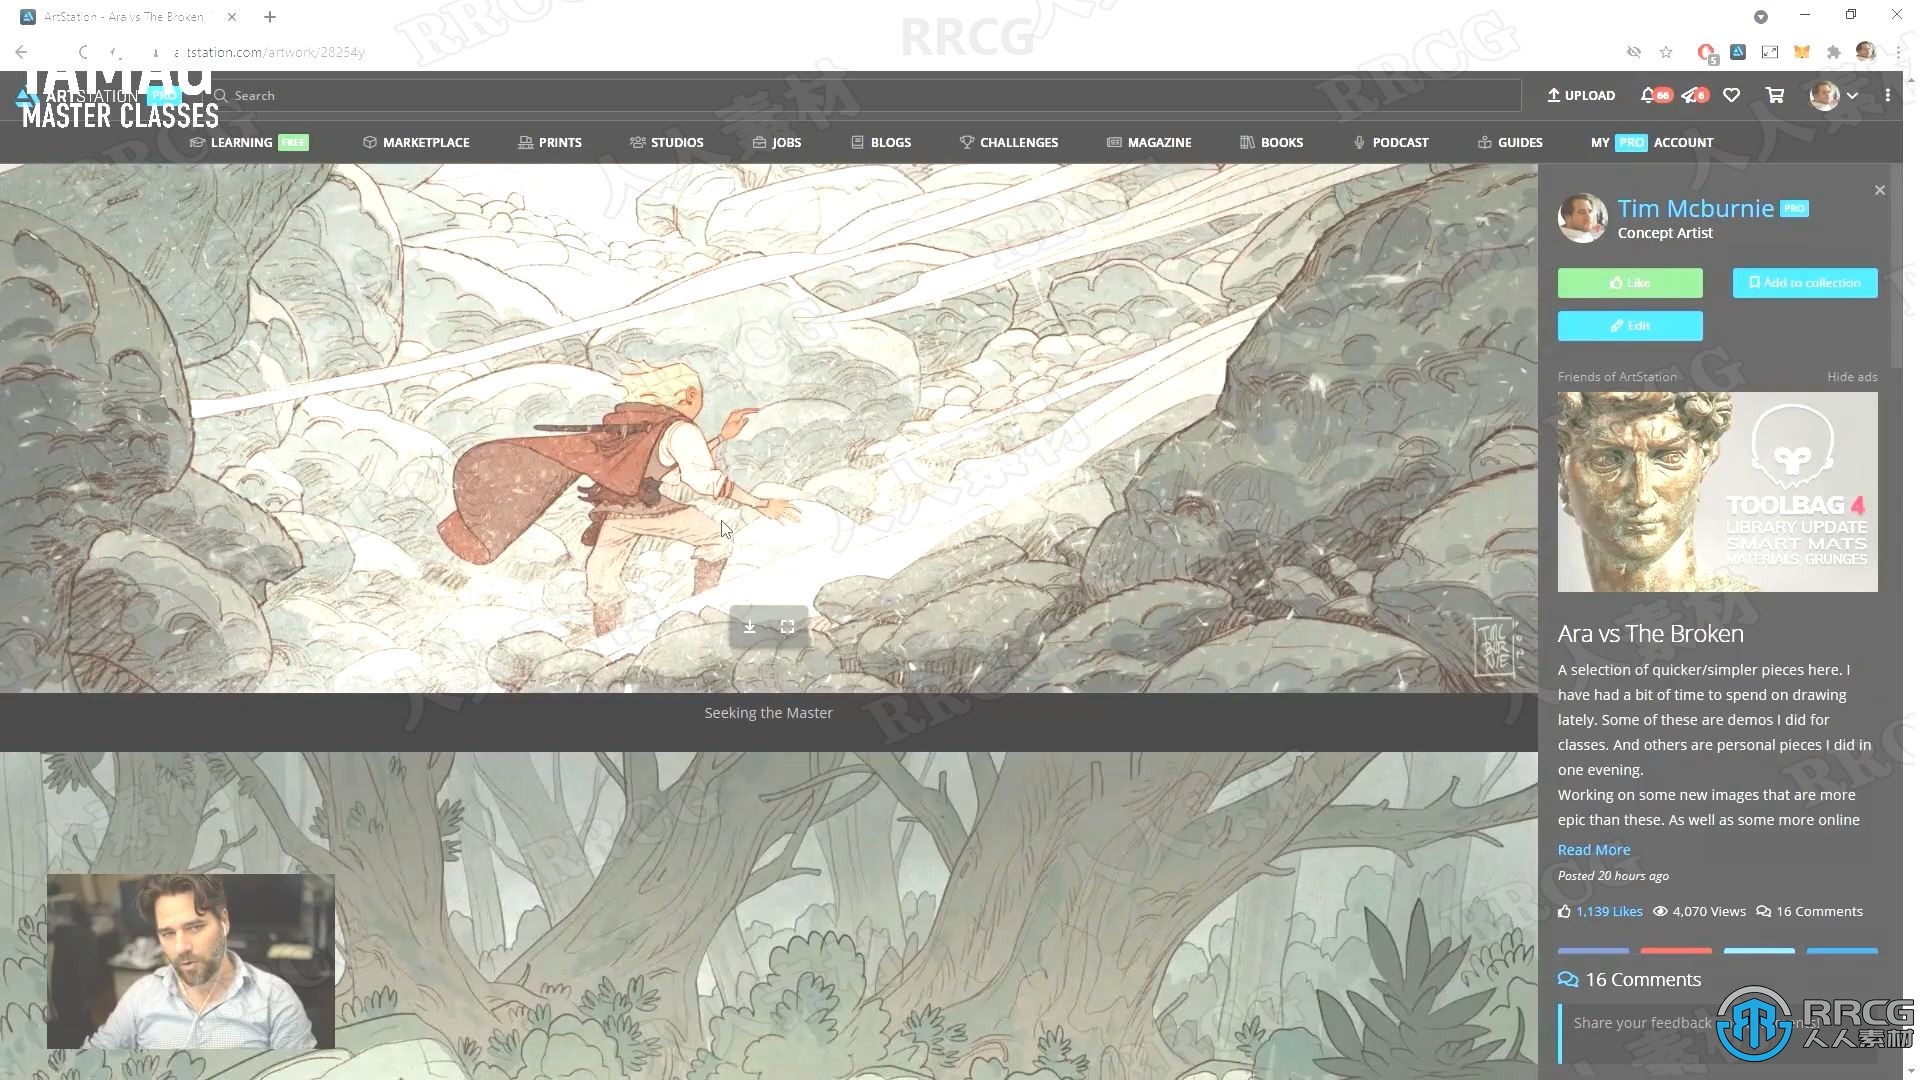 ArtStation - Ara vs The Broken,
RRCG
artstation.com/artwork/28254y
5
MASTER CLASSES
ARTSTATION PRO
Search
UPLOAD
66
6
LEARNING FREE
MARKETPLACE
PRINTS
STUDIOS
JOBS
BLOGS
CHALLENGES
MAGAZINE
BOOKS
PODCAST
GUIDES
MY PRO ACCOUNT
Tim Mcburnie PRO
Concept Artist
Like
Add to collection
Edit
Friends of ArtStation
Hide ads
TOOLBAG 4
LIBRARY UPDATE
SMART MATS
MATERIALS, GRUNGES
Seeking the Master
Ara vs The Broken
A selection of quicker/simpler pieces here. I
have had a bit of time to spend on drawing
lately. Some of these are demos I did for
classes. And others are personal pieces I did in
one evening.
Working on some new images that are more
epic than these. As well as some more online
Read More
Posted 20 hours ago
1,139 Likes
4,070 Views
16 Comments
16 Comments
Share your feedback
RRCG
人人素材